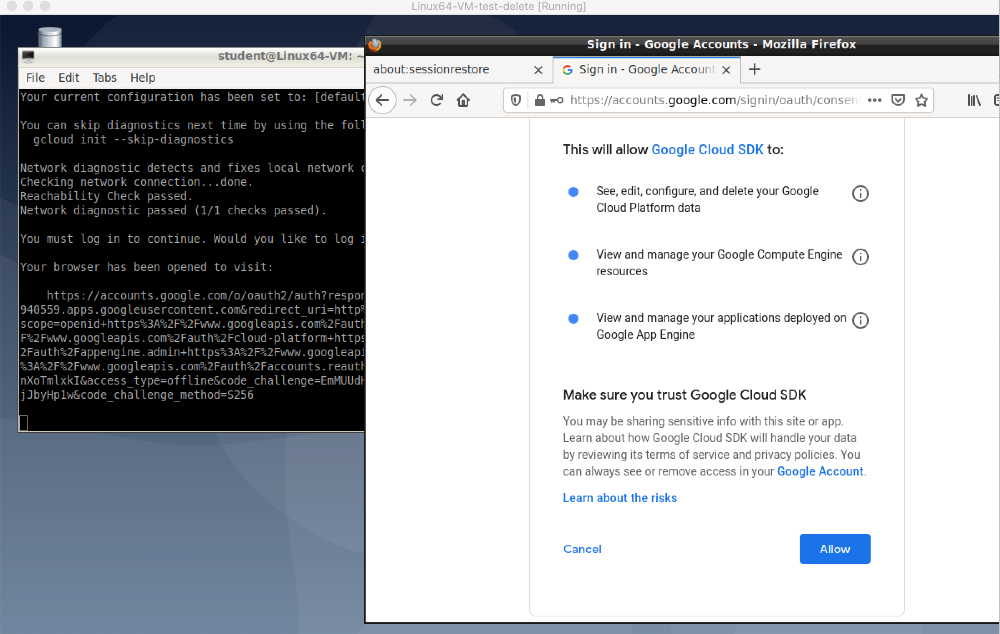 Linux64-VM-test-delete [Running]
student@Linux64-VM: ~
File Edit Tabs Help
Your current configuration has been set to: [default
You can skip diagnostics next time by using the foll
gcloud init --skip-diagnostics
Network diagnostic detects and fixes local network c
Checking network connection...done.
Reachability Check passed.
Network diagnostic passed (1/1 checks passed).
You must log in to continue. Would you like to log i
Your browser has been opened to visit:
https://accounts.google.com/o/oauth2/auth?respon
940559.apps.googleusercontent.com&redirect_uri=http%
scope=openid+https%3A%2F%2Fwww.googleapis.com%2Fauth
F%2Fwww.googleapis.com%2Fauth%2Fcloud-platform+https
2Fauth%2Fappengine.admin+https%3A%2F%2Fwww.googleapi
%3A%2F%2Fwww.googleapis.com%2Fauth%2Faccounts.reauth
nXoTmlxkI&access_type=offline&code_challenge=EmMUUdH
jJbyHp1w&code_challenge_method=S256
Sign in - Google Accounts - Mozilla Firefox
about:sessionrestore
Sign in - Google Account
https://accounts.google.com/signin/oauth/consent
This will allow Google Cloud SDK to:
See, edit, configure, and delete your Google
Cloud Platform data
View and manage your Google Compute Engine
resources
View and manage your applications deployed on
Google App Engine
Make sure you trust Google Cloud SDK
You may be sharing sensitive info with this site or app.
Learn about how Google Cloud SDK will handle your data
by reviewing its terms of service and privacy policies. You
can always see or remove access in your Google Account.
Learn about the risks
Cancel
Allow